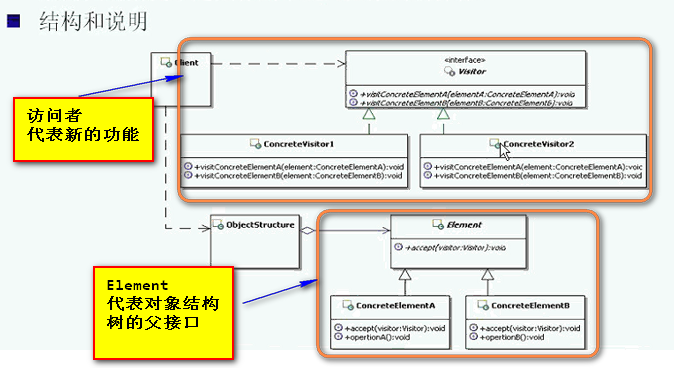 结构和说明
Client
«interface»
Visitor
+visitConcreteElementA(elementA:ConcreteElementA):void
+visitConcreteElementB(elementB:ConcreteElementB):void
访问者
代表新的功能
ConcreteVisitor1
+visitConcreteElementA(element:ConcreteElementA):void
+visitConcreteElementB(element:ConcreteElementB):void
ConcreteVisitor2
+visitConcreteElementA(element:ConcreteElementA):void
+visitConcreteElementB(element:ConcreteElementB):void
ObjectStructure
Element
+accept(visitor:Visitor):void
Element
代表对象结构
树的父接口
ConcreteElementA
+accept(visitor:Visitor):void
+opertionA():void
ConcreteElementB
+accept(visitor:Visitor):void
+opertionB():void